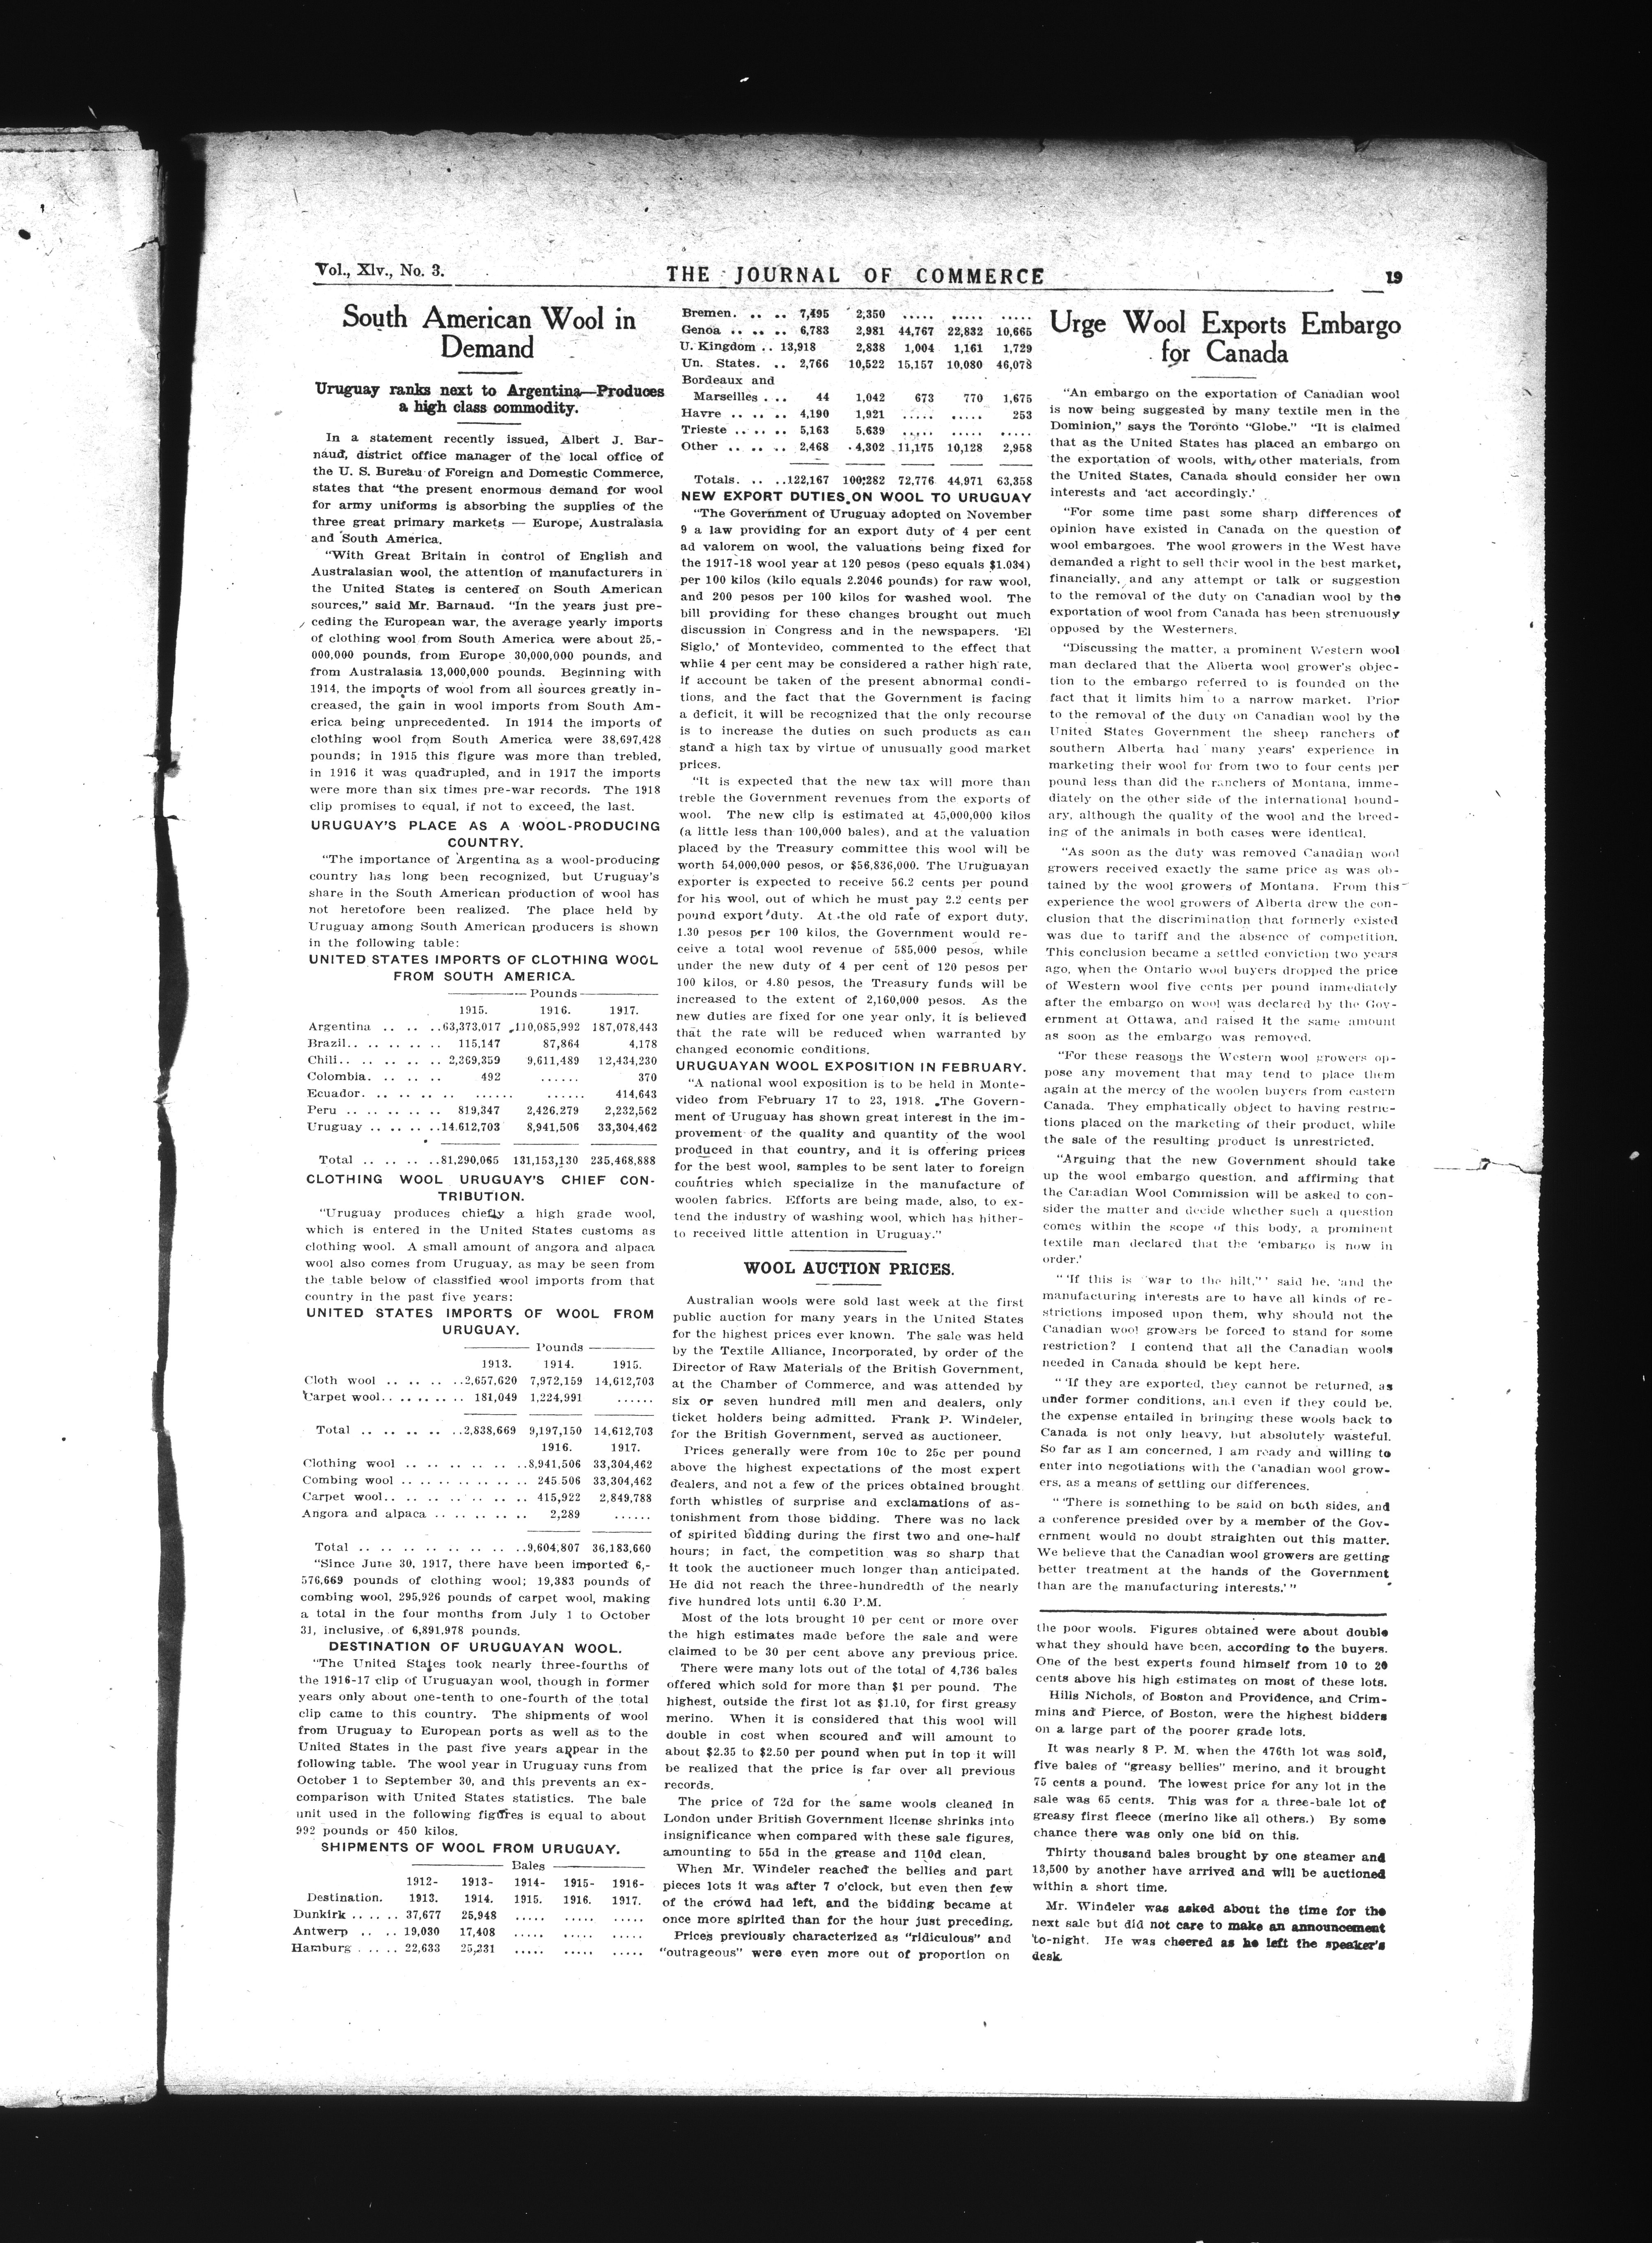 Vol., Xlv., No. 3.
THE JOURNAL OF COMMERCE
19
South American Wool in
Demand
Uruguay ranks next to Argentina—Produces
a high class commodity.
In a statement recently issued, Albert J. Bar-
naud, district office manager of the local office of
the U. S. Bureau of Foreign and Domestic Commerce,
states that "the present enormous demand for wool
for army uniforms is absorbing the supplies of the
three great primary markets — Europe, Australasia
and South America.
"With Great Britain in control of English and
Australasian wool, the attention of manufacturers in
the United States is centered on South American
sources," said Mr. Barnaud. "In the years just pre-
ceding the European war, the average yearly imports
of clothing wool from South America were about 25,-
000,000 pounds, from Europe 30,000,000 pounds, and
from Australasia 13,000,000 pounds. Beginning with
1914, the imports of wool from all sources greatly in-
creased, the gain in wool imports from South Am-
erica being unprecedented. In 1914 the imports of
clothing wool from South America were 38,697,428
pounds; in 1915 this figure was more than trebled,
in 1916 it was quadrupled, and in 1917 the imports
were more than six times pre-war records. The 1918
clip promises to equal, if not to exceed, the last.
URUGUAY'S PLACE AS A WOOL-PRODUCING
COUNTRY.
"The importance of Argentina as a wool-producing
country has long been recognized, but Uruguay's
share in the South American production of wool has
not heretofore been realized. The place held by
Uruguay among South American producers is shown
in the following table:
UNITED STATES IMPORTS OF CLOTHING WOOL
FROM SOUTH AMERICA.
Pounds
1915. 1916. 1917.
Argentina .. .. ..63,373,017 110,085,992 187,078,443
Brazil.. .. .. .. .. 115,147 87,864 4,178
Chili.. .. .. .. .. 2,369,359 9,611,489 12,434,230
Colombia. .. .. .. 492 ...... 370
Ecuador. .. .. .. .. ...... ...... 414,643
Peru .. .. .. .. .. 819,347 2,426.279 2,232,562
Uruguay .. .. .. ..14.612,703 8,941,506 33,304,462
Total .. .. .. ..81,290,065 131,153,130 235,468,888
CLOTHING WOOL URUGUAY'S CHIEF CON-
TRIBUTION.
"Uruguay produces chiefly a high grade wool,
which is entered in the United States customs as
clothing wool. A small amount of angora and alpaca
wool also comes from Uruguay, as may be seen from
the table below of classified wool imports from that
country in the past five years:
UNITED STATES IMPORTS OF WOOL FROM
URUGUAY.
Pounds
1913. 1914. 1915.
Cloth wool .. .. .. ..2,657,620 7,972,159 14,612,703
Carpet wool.. .. .. .. .. 181,049 1,224,991 ......
Total .. .. .. .. ..2,838,669 9,197,150 14,612,703
1916. 1917.
Clothing wool .. .. .. .. .. ..8,941,506 33,304,462
Combing wool .. .. .. .. .. .. 245.506 33,304,462
Carpet wool.. .. .. .. .. .. .. 415,922 2,849,788
Angora and alpaca .. .. .. .. .. 2,289 ......
Total .. .. .. .. .. .. .. ..9,604,807 36,183,660
"Since June 30, 1917, there have been imported 6,-
576,669 pounds of clothing wool; 19,383 pounds of
combing wool, 295,926 pounds of carpet wool, making
a total in the four months from July 1 to October
31, inclusive, of 6,891,978 pounds.
DESTINATION OF URUGUAYAN WOOL.
"The United States took nearly three-fourths of
the 1916-17 clip of Uruguayan wool, though in former
years only about one-tenth to one-fourth of the total
clip came to this country. The shipments of wool
from Uruguay to European ports as well as to the
United States in the past five years appear in the
following table. The wool year in Uruguay runs from
October 1 to September 30, and this prevents an ex-
comparison with United States statistics. The bale
unit used in the following figures is equal to about
992 pounds or 450 kilos.
SHIPMENTS OF WOOL FROM URUGUAY.
Bales
1912- 1913- 1914- 1915- 1916-
Destination. 1913. 1914. 1915. 1916. 1917.
Dunkirk .. .. .. 37,677 25,948 ..... ..... .....
Antwerp .. .. 19,030 17,408 ..... ..... .....
Hamburg . .. .. 22,633 25,231 ..... ..... .....
Bremen. .. .. .. 7,495 2,350 ..... ..... .....
Genoa .. .. .. .. 6,783 2,981 44,767 22,832 10,665
U. Kingdom .. 13,918 2,838 1,004 1,161 1,729
Un. States. .. 2,766 10,522 15,157 10,080 46,078
Bordeaux and
Marseilles . .. 44 1,042 673 770 1,675
Havre .. .. .. .. 4,190 1,921 ..... ..... 253
Trieste .. .. .. 5,163 5,639 ..... ..... .....
Other .. .. .. .. 2,468 4,302 11,175 10,128 2,958
Totals. .. ..122,167 100,282 72,776 44,971 63,358
NEW EXPORT DUTIES ON WOOL TO URUGUAY
"The Government of Uruguay adopted on November
9 a law providing for an export duty of 4 per cent
ad valorem on wool, the valuations being fixed for
the 1917-18 wool year at 120 pesos (peso equals $1.034)
per 100 kilos (kilo equals 2.2046 pounds) for raw wool,
and 200 pesos per 100 kilos for washed wool. The
bill providing for these changes brought out much
discussion in Congress and in the newspapers. 'El
Siglo,' of Montevideo, commented to the effect that
while 4 per cent may be considered a rather high rate,
if account be taken of the present abnormal condi-
tions, and the fact that the Government is facing
a deficit, it will be recognized that the only recourse
is to increase the duties on such products as can
stand a high tax by virtue of unusually good market
prices.
"It is expected that the new tax will more than
treble the Government revenues from the exports of
wool. The new clip is estimated at 45,000,000 kilos
(a little less than 100,000 bales), and at the valuation
placed by the Treasury committee this wool will be
worth 54,000,000 pesos, or $56,836,000. The Uruguayan
exporter is expected to receive 56.2 cents per pound
for his wool, out of which he must pay 2.2 cents per
pound export duty. At the old rate of export duty,
1.30 pesos per 100 kilos, the Government would re-
ceive a total wool revenue of 585,000 pesos, while
under the new duty of 4 per cent of 120 pesos per
100 kilos, or 4.80 pesos, the Treasury funds will be
increased to the extent of 2,160,000 pesos. As the
new duties are fixed for one year only, it is believed
that the rate will be reduced when warranted by
changed economic conditions.
URUGUAYAN WOOL EXPOSITION IN FEBRUARY.
"A national wool exposition is to be held in Monte-
video from February 17 to 23, 1918. The Govern-
ment of Uruguay has shown great interest in the im-
provement of the quality and quantity of the wool
produced in that country, and it is offering prices
for the best wool, samples to be sent later to foreign
countries which specialize in the manufacture of
woolen fabrics. Efforts are being made, also, to ex-
tend the industry of washing wool, which has hither-
to received little attention in Uruguay."
WOOL AUCTION PRICES.
Australian wools were sold last week at the first
public auction for many years in the United States
for the highest prices ever known. The sale was held
by the Textile Alliance, Incorporated, by order of the
Director of Raw Materials of the British Government,
at the Chamber of Commerce, and was attended by
six or seven hundred mill men and dealers, only
ticket holders being admitted. Frank P. Windeler,
for the British Government, served as auctioneer.
Prices generally were from 10c to 25c per pound
above the highest expectations of the most expert
dealers, and not a few of the prices obtained brought
forth whistles of surprise and exclamations of as-
tonishment from those bidding. There was no lack
of spirited bidding during the first two and one-half
hours; in fact, the competition was so sharp that
it took the auctioneer much longer than anticipated.
He did not reach the three-hundredth of the nearly
five hundred lots until 6.30 P.M.
Most of the lots brought 10 per cent or more over
the high estimates made before the sale and were
claimed to be 30 per cent above any previous price.
There were many lots out of the total of 4,736 bales
offered which sold for more than $1 per pound. The
highest, outside the first lot as $1.10, for first greasy
merino. When it is considered that this wool will
double in cost when scoured and will amount to
about $2.35 to $2.50 per pound when put in top it will
be realized that the price is far over all previous
records.
The price of 72d for the same wools cleaned in
London under British Government license shrinks into
insignificance when compared with these sale figures,
amounting to 55d in the grease and 110d clean.
When Mr. Windeler reached the bellies and part
pieces lots it was after 7 o'clock, but even then few
of the crowd had left, and the bidding became at
once more spirited than for the hour just preceding.
Prices previously characterized as "ridiculous" and
"outrageous" were even more out of proportion on
Urge Wool Exports Embargo
for Canada
"An embargo on the exportation of Canadian wool
is now being suggested by many textile men in the
Dominion," says the Toronto "Globe." "It is claimed
that as the United States has placed an embargo on
the exportation of wools, with other materials, from
the United States, Canada should consider her own
interests and 'act accordingly.'
"For some time past some sharp differences of
opinion have existed in Canada on the question of
wool embargoes. The wool growers in the West have
demanded a right to sell their wool in the best market,
financially, and any attempt or talk or suggestion
to the removal of the duty on Canadian wool by the
exportation of wool from Canada has been strenuously
opposed by the Westerners.
"Discussing the matter, a prominent Western wool
man declared that the Alberta wool grower's objec-
tion to the embargo referred to is founded on the
fact that it limits him to a narrow market. Prior
to the removal of the duty on Canadian wool by the
United States Government the sheep ranchers of
southern Alberta had many years' experience in
marketing their wool for from two to four cents per
pound less than did the ranchers of Montana, imme-
diately on the other side of the international bound-
ary, although the quality of the wool and the breed-
ing of the animals in both cases were identical.
"As soon as the duty was removed Canadian wool
growers received exactly the same price as was ob-
tained by the wool growers of Montana. From this
experience the wool growers of Alberta drew the con-
clusion that the discrimination that formerly existed
was due to tariff and the absence of competition.
This conclusion became a settled conviction two years
ago, when the Ontario wool buyers dropped the price
of Western wool five cents per pound immediately
after the embargo on wool was declared by the Gov-
ernment at Ottawa, and raised it the same amount
as soon as the embargo was removed.
"For these reasons the Western wool growers op-
pose any movement that may tend to place them
again at the mercy of the woolen buyers from eastern
Canada. They emphatically object to having restric-
tions placed on the marketing of their product, while
the sale of the resulting product is unrestricted.
"Arguing that the new Government should take
up the wool embargo question, and affirming that
the Canadian Wool Commission will be asked to con-
sider the matter and decide whether such a question
comes within the scope of this body, a prominent
textile man declared that the 'embargo is now in
order.'
"'If this is "war to the hilt,"' said he, 'and the
manufacturing interests are to have all kinds of re-
strictions imposed upon them, why should not the
Canadian wool growers be forced to stand for some
restriction? I contend that all the Canadian wools
needed in Canada should be kept here.
"'If they are exported, they cannot be returned, as
under former conditions, and even if they could be,
the expense entailed in bringing these wools back to
Canada is not only heavy, but absolutely wasteful.
So far as I am concerned, I am ready and willing to
enter into negotiations with the Canadian wool grow-
ers, as a means of settling our differences.
"'There is something to be said on both sides, and
a conference presided over by a member of the Gov-
ernment would no doubt straighten out this matter.
We believe that the Canadian wool growers are getting
better treatment at the hands of the Government
than are the manufacturing interests.'"
the poor wools. Figures obtained were about double
what they should have been, according to the buyers.
One of the best experts found himself from 10 to 20
cents above his high estimates on most of these lots.
Hills Nichols, of Boston and Providence, and Crim-
mins and Pierce, of Boston, were the highest bidders
on a large part of the poorer grade lots.
It was nearly 8 P. M. when the 476th lot was sold,
five bales of "greasy bellies" merino, and it brought
75 cents a pound. The lowest price for any lot in the
sale was 65 cents. This was for a three-bale lot of
greasy first fleece (merino like all others.) By some
chance there was only one bid on this.
Thirty thousand bales brought by one steamer and
13,500 by another have arrived and will be auctioned
within a short time.
Mr. Windeler was asked about the time for the
next sale but did not care to make an announcement
to-night. He was cheered as he left the speaker's
desk.